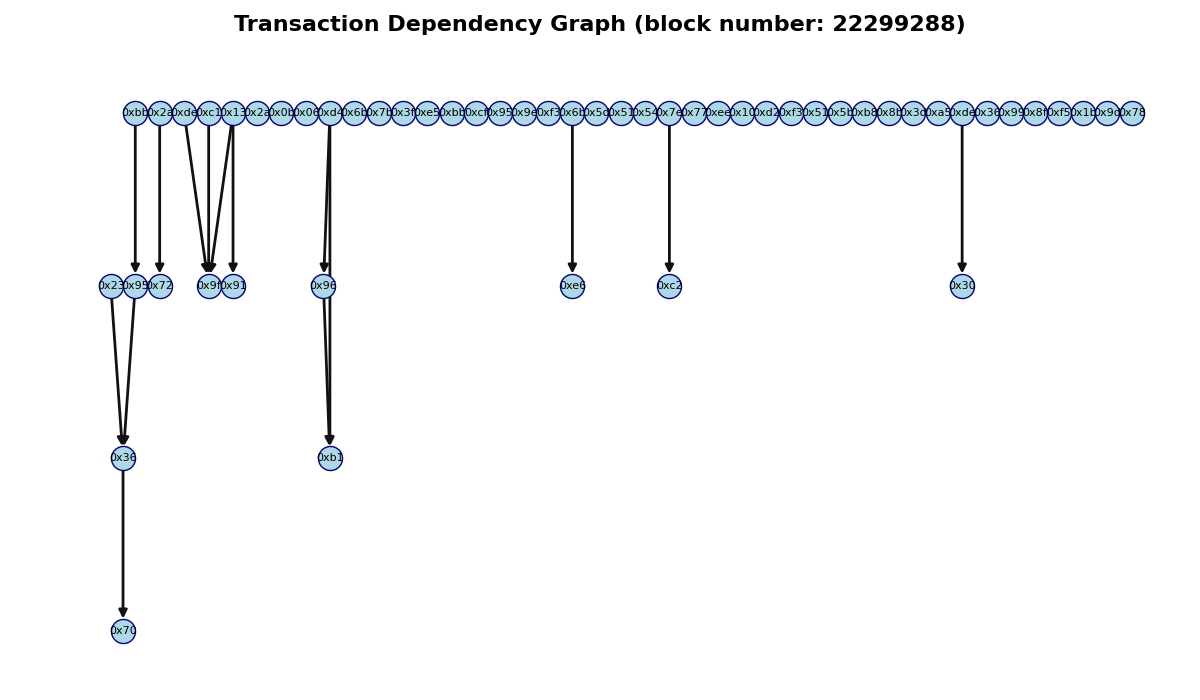 Transaction Dependency Graph (block number: 22299288)
0xbb 0x2a 0xde 0xc1 0x13 0x2a 0x0b 0x06 0xd4 0x6b 0x7b 0x3f 0xe5 0xbb 0xcf 0x95 0x9e 0xf3 0x6b 0x5c 0x51 0x54 0x7e 0x77 0xee 0x10 0xd2 0xf3 0x51 0x5b 0xb8 0x8b 0x3d 0xa5 0xde 0x36 0x99 0x8f 0xf5 0x1b 0x9d 0x78
0x23 0x95 0x72 0x9f 0x91 0x96 0xe6 0xc2 0x30
0x36 0xb1
0x70